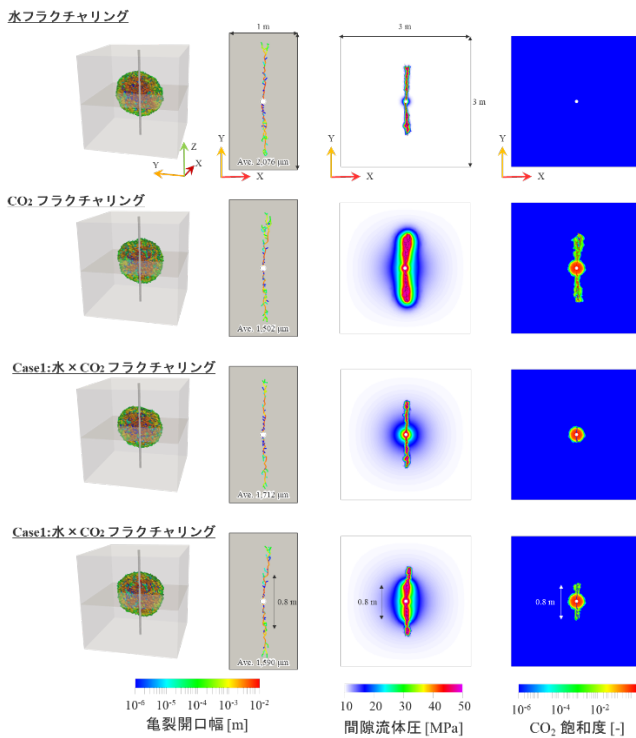 水フラクチャリング
1 m
3 m
3 m
Z
X
Y
Y
X
Ave. 2.076 μm
Y
X
Y
X
CO₂ フラクチャリング
Ave. 1.502 μm
Case1:水×CO₂ フラクチャリング
Ave. 1.712 μm
Case1:水×CO₂ フラクチャリング
0.8 m
0.8 m
0.8 m
Ave. 1.590 μm
10⁻⁶ 10⁻⁵ 10⁻⁴ 10⁻³ 10⁻²
亀裂開口幅 [m]
10 20 30 40 50
間隙流体圧 [MPa]
10⁻⁶ 10⁻⁴ 10⁻² 10⁰
CO₂ 飽和度 [-]